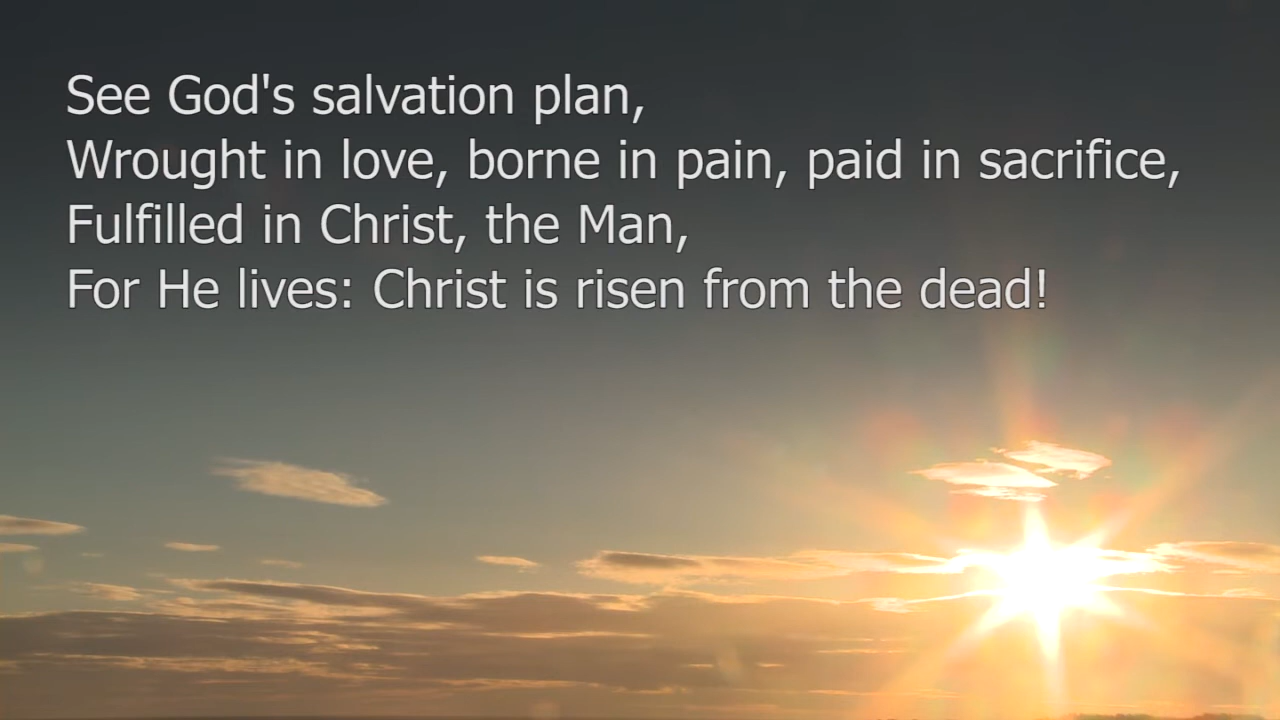 See God's salvation plan,
Wrought in love, borne in pain, paid in sacrifice,
Fulfilled in Christ, the Man,
For He lives: Christ is risen from the dead!